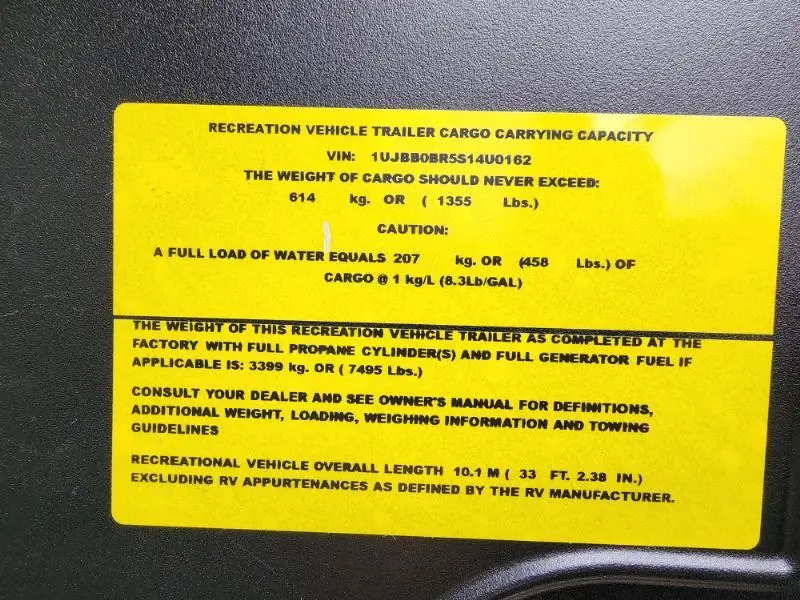 RECREATION VEHICLE TRAILER CARGO CARRYING CAPACITY
VIN: 1UJBB0BR5S14U0162
THE WEIGHT OF CARGO SHOULD NEVER EXCEED:
614 kg. OR ( 1355 Lbs.)
CAUTION:
A FULL LOAD OF WATER EQUALS 207 kg. OR (458 Lbs.) OF
CARGO @ 1 kg/L (8.3Lb/GAL)
THE WEIGHT OF THIS RECREATION VEHICLE TRAILER AS COMPLETED AT THE
FACTORY WITH FULL PROPANE CYLINDER(S) AND FULL GENERATOR FUEL IF
APPLICABLE IS: 3399 kg. OR ( 7495 Lbs.)
CONSULT YOUR DEALER AND SEE OWNER'S MANUAL FOR DEFINITIONS,
ADDITIONAL WEIGHT, LOADING, WEIGHING INFORMATION AND TOWING
GUIDELINES
RECREATIONAL VEHICLE OVERALL LENGTH 10.1 M ( 33 FT. 2.38 IN.)
EXCLUDING RV APPURTENANCES AS DEFINED BY THE RV MANUFACTURER.